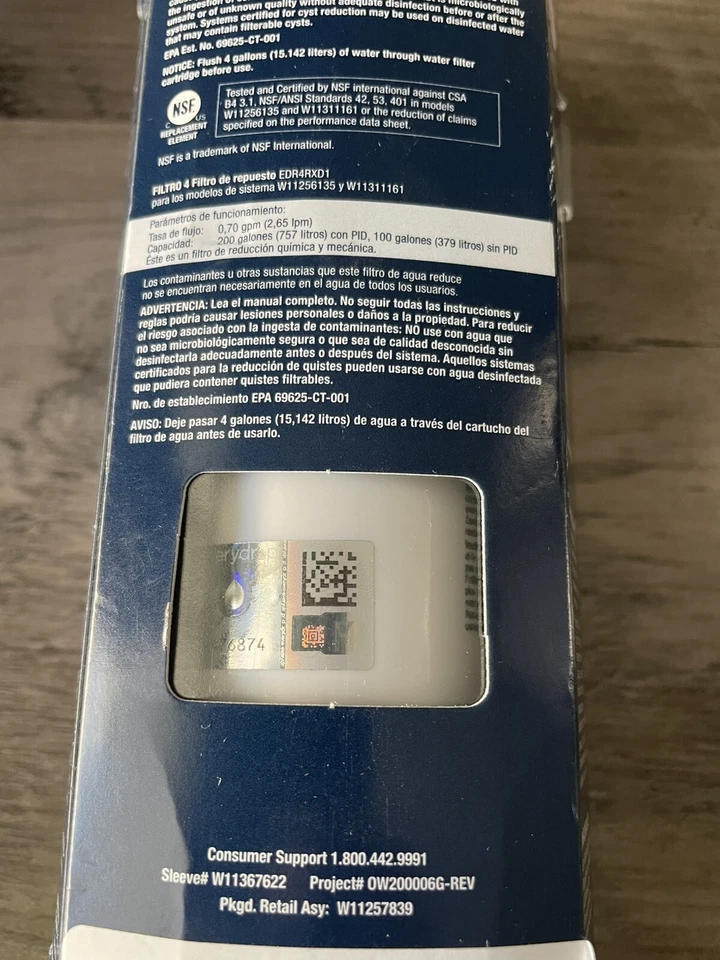 the ingestion of
microbiologically
unsafe or of unknown quality without adequate disinfection before or after the
system. Systems certified for cyst reduction may be used on disinfected water
that may contain filterable cysts.
EPA Est. No. 69625-CT-001
NOTICE: Flush 4 gallons (15,142 liters) of water through water filter
cartridge before use.
NSF
C US
REPLACEMENT
ELEMENT
Tested and Certified by NSF international against CSA
B4 3.1, NSF/ANSI Standards 42, 53, 401 in models
W11256135 and W11311161 or the reduction of claims
specified on the performance data sheet.
NSF is a trademark of NSF International.
FILTRO 4 Filtro de repuesto EDR4RXD1
para los modelos de sistema W11256135 y W11311161
Parámetros de funcionamiento:
Tasa de flujo: 0,70 gpm (2,65 lpm)
Capacidad: 200 galones (757 litros) con PID, 100 galones (379 litros) sin PID
Éste es un filtro de reducción química y mecánica.
Los contaminantes u otras sustancias que este filtro de agua reduce
no se encuentran necesariamente en el agua de todos los usuarios.
ADVERTENCIA: Lea el manual completo. No seguir todas las instrucciones y
reglas podría causar lesiones personales o daños a la propiedad. Para reducir
el riesgo asociado con la ingesta de contaminantes: NO use con agua que
no sea microbiológicamente segura o que sea de calidad desconocida sin
desinfectarla adecuadamente antes o después del sistema. Aquellos sistemas
certificados para la reducción de quistes pueden usarse con agua desinfectada
que pudiera contener quistes filtrables.
Nro. de establecimiento EPA 69625-CT-001
AVISO: Deje pasar 4 galones (15,142 litros) de agua a través del cartucho del
filtro de agua antes de usarlo.
erydrop
6874
Consumer Support 1.800.442.9991
Sleeve# W11367622 Project# OW200006G-REV
Pkgd. Retail Asy: W11257839